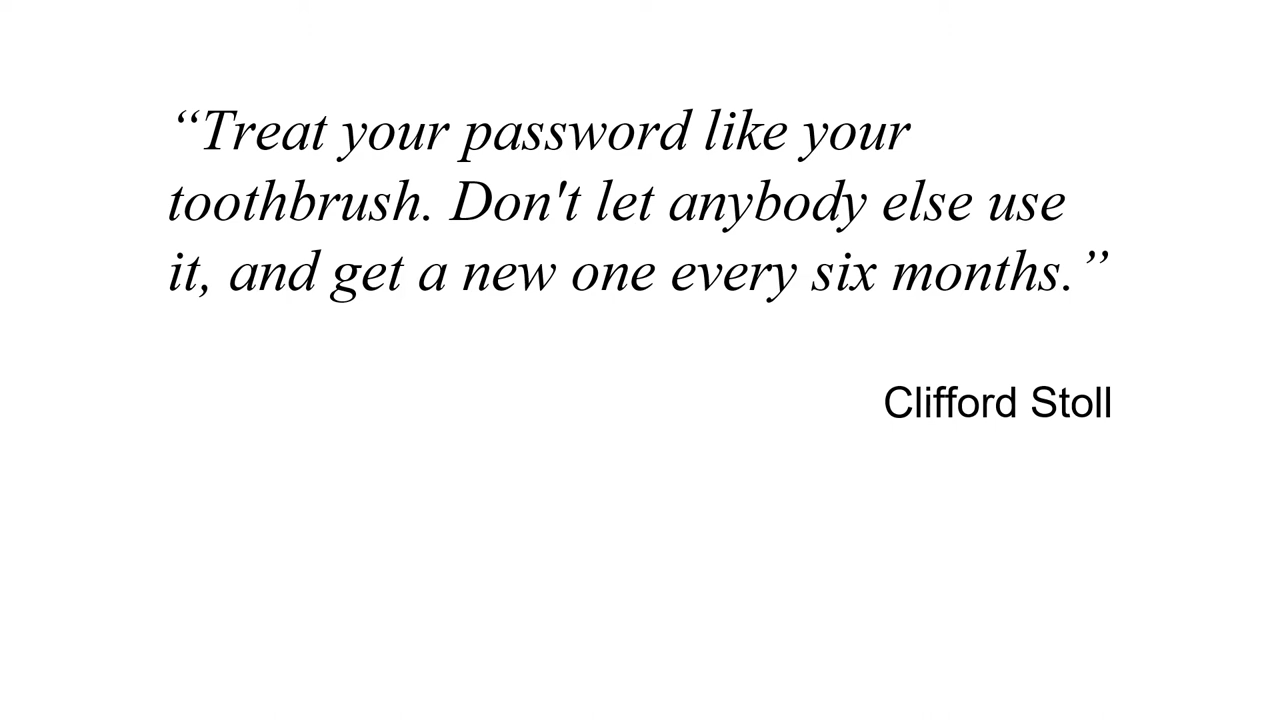 “Treat your password like your
toothbrush. Don't let anybody else use
it, and get a new one every six months.”
Clifford Stoll